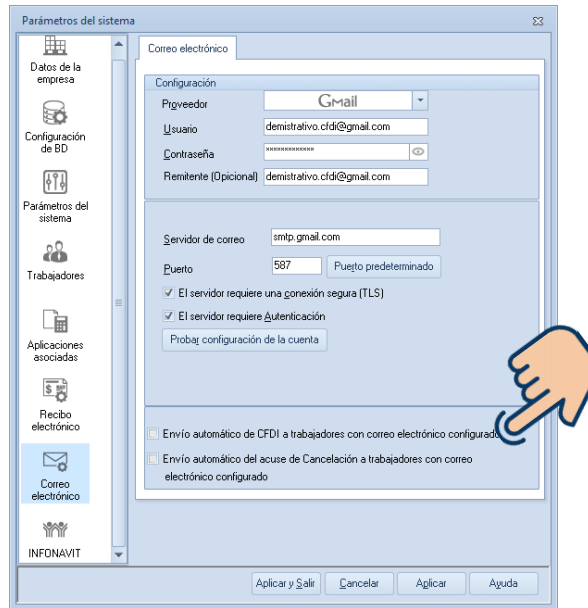 Parámetros del sistema
Datos de la
empresa
Configuración
de BD
Parámetros del
sistema
Trabajadores
Aplicaciones
asociadas
Recibo
electrónico
Correo
electrónico
INFONAVIT
Correo electrónico
Configuración
Proveedor
Gmail
Usuario
demistrativo.cfdi@gmail.com
Contraseña
*************
Remitente (Opicional)
demistrativo.cfdi@gmail.com
Servidor de correo
smtp.gmail.com
Puerto
587
Puerto predeterminado
El servidor requiere una conexión segura (TLS)
El servidor requiere Autenticación
Probar configuración de la cuenta
Envío automático de CFDI a trabajadores con correo electrónico configurado
Envío automático del acuse de Cancelación a trabajadores con correo
electrónico configurado
Aplicar y Salir
Cancelar
Aplicar
Ayuda